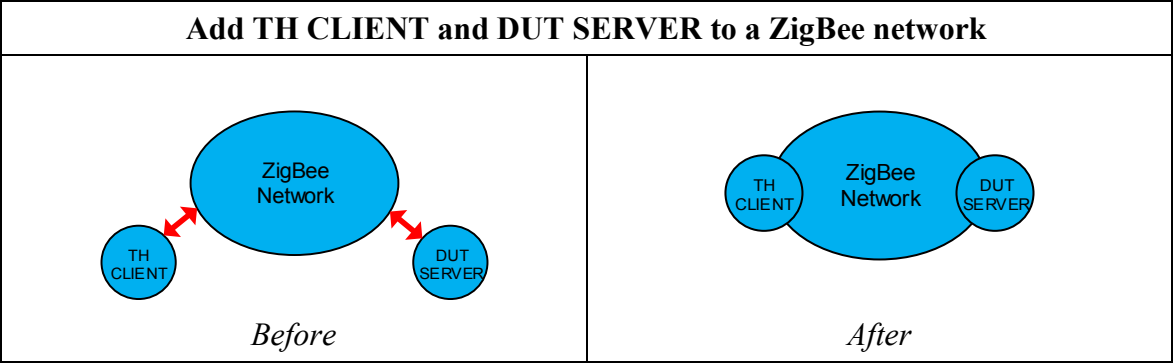 Add TH CLIENT and DUT SERVER to a ZigBee network
ZigBee
Network
TH
CLIENT
DUT
SERVER
Before
ZigBee
Network
TH
CLIENT
DUT
SERVER
After